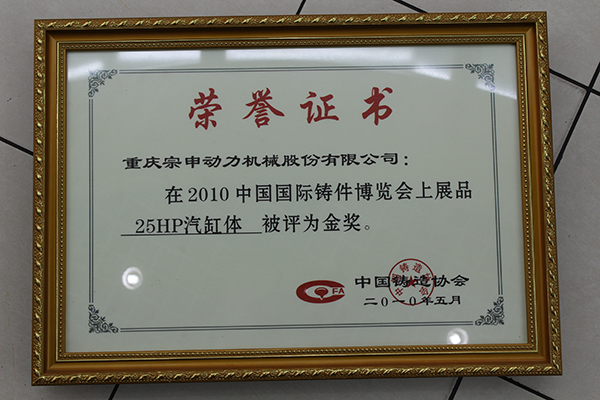 荣誉证书
重庆宗申动力机械股份有限公司：
在2010中国国际铸件博览会上展品
25HP汽缸体 被评为金奖。
CFA 中国铸造协会
二〇一〇年五月